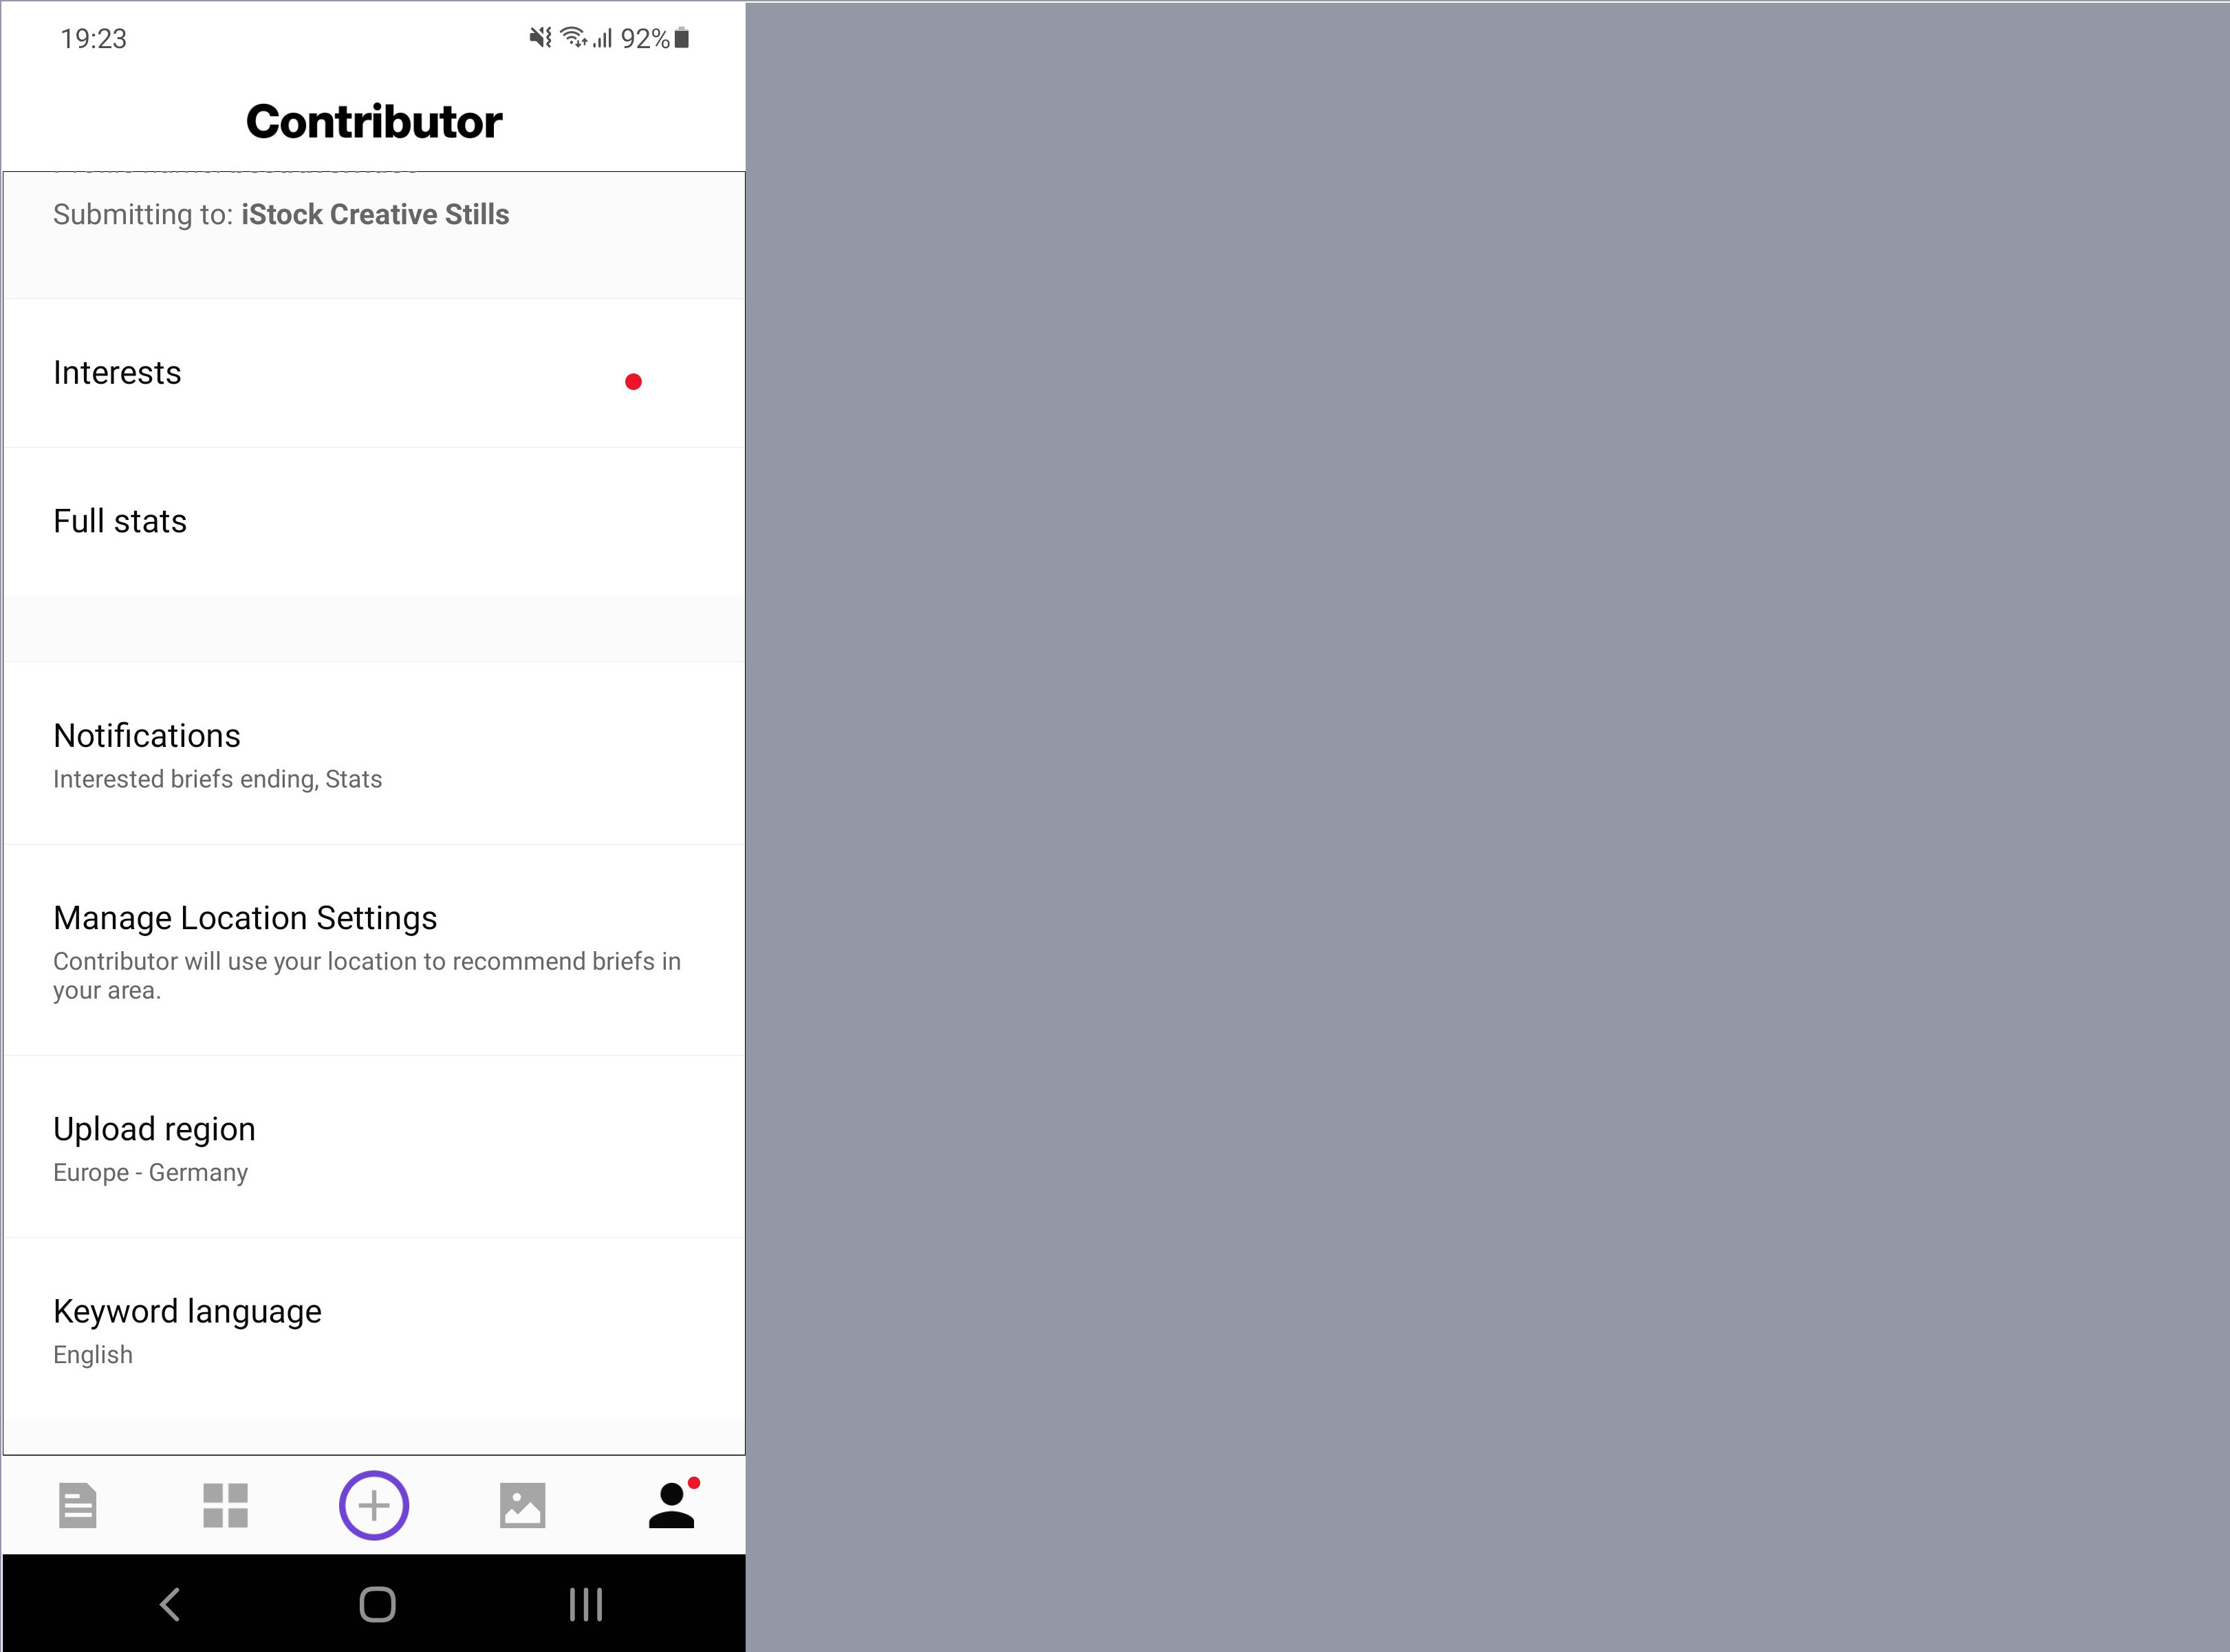 19:23
92%
Contributor
Submitting to: iStock Creative Stills
Interests
Full stats
Notifications
Interested briefs ending, Stats
Manage Location Settings
Contributor will use your location to recommend briefs in
your area.
Upload region
Europe - Germany
Keyword language
English